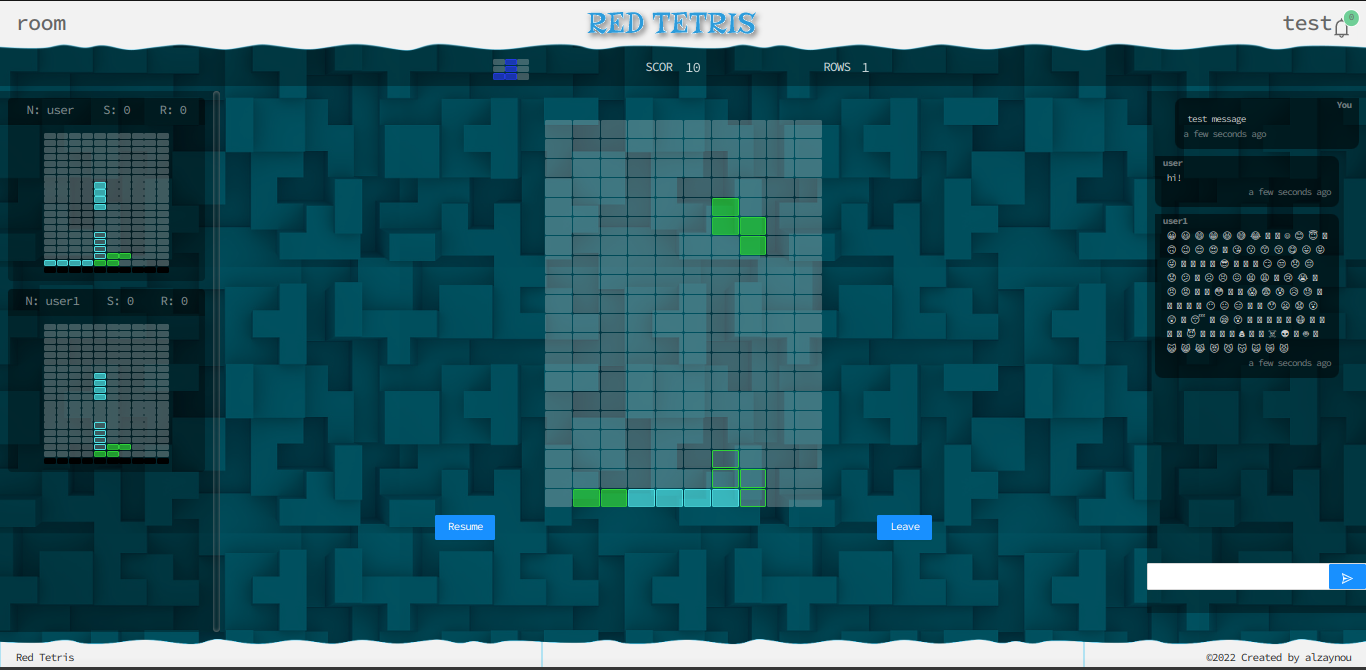 room
RED TETRIS
test
0
SCOR 10
ROWS 1
N: user S: 0 R: 0
N: user1 S: 0 R: 0
You
test message
a few seconds ago
user
hi!
a few seconds ago
user1
a few seconds ago
Resume
Leave
Red Tetris
©2022 Created by alzaynou